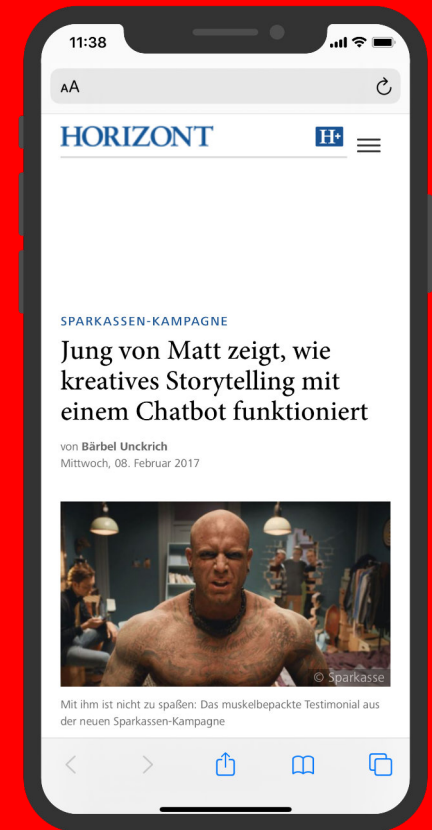 11:38
AA
HORIZONT
H+
SPARKASSEN-KAMPAGNE
Jung von Matt zeigt, wie
kreatives Storytelling mit
einem Chatbot funktioniert
von Bärbel Unckrich
Mittwoch, 08. Februar 2017
© Sparkasse
Mit ihm ist nicht zu spaßen: Das muskelbepackte Testimonial aus
der neuen Sparkassen-Kampagne